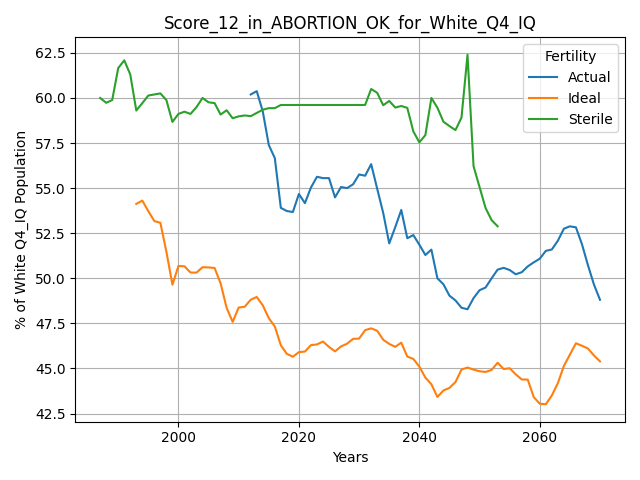 Score_12_in_ABORTION_OK_for_White_Q4_IQ
% of White Q4_IQ Population
62.5
60.0
57.5
55.0
52.5
50.0
47.5
45.0
42.5
Fertility
Actual
Ideal
Sterile
2000
2020
2040
2060
Years